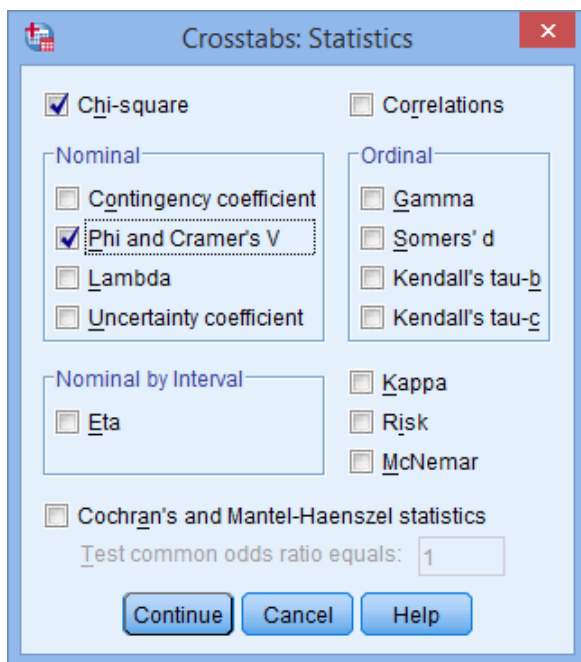 Crosstabs: Statistics
x
Chi-square
Correlations
Nominal
Contingency coefficient
Phi and Cramer's V
Lambda
Uncertainty coefficient
Ordinal
Gamma
Somers' d
Kendall's tau-b
Kendall's tau-c
Nominal by Interval
Eta
Kappa
Risk
McNemar
Cochran's and Mantel-Haenszel statistics
Test common odds ratio equals: 1
Continue Cancel Help